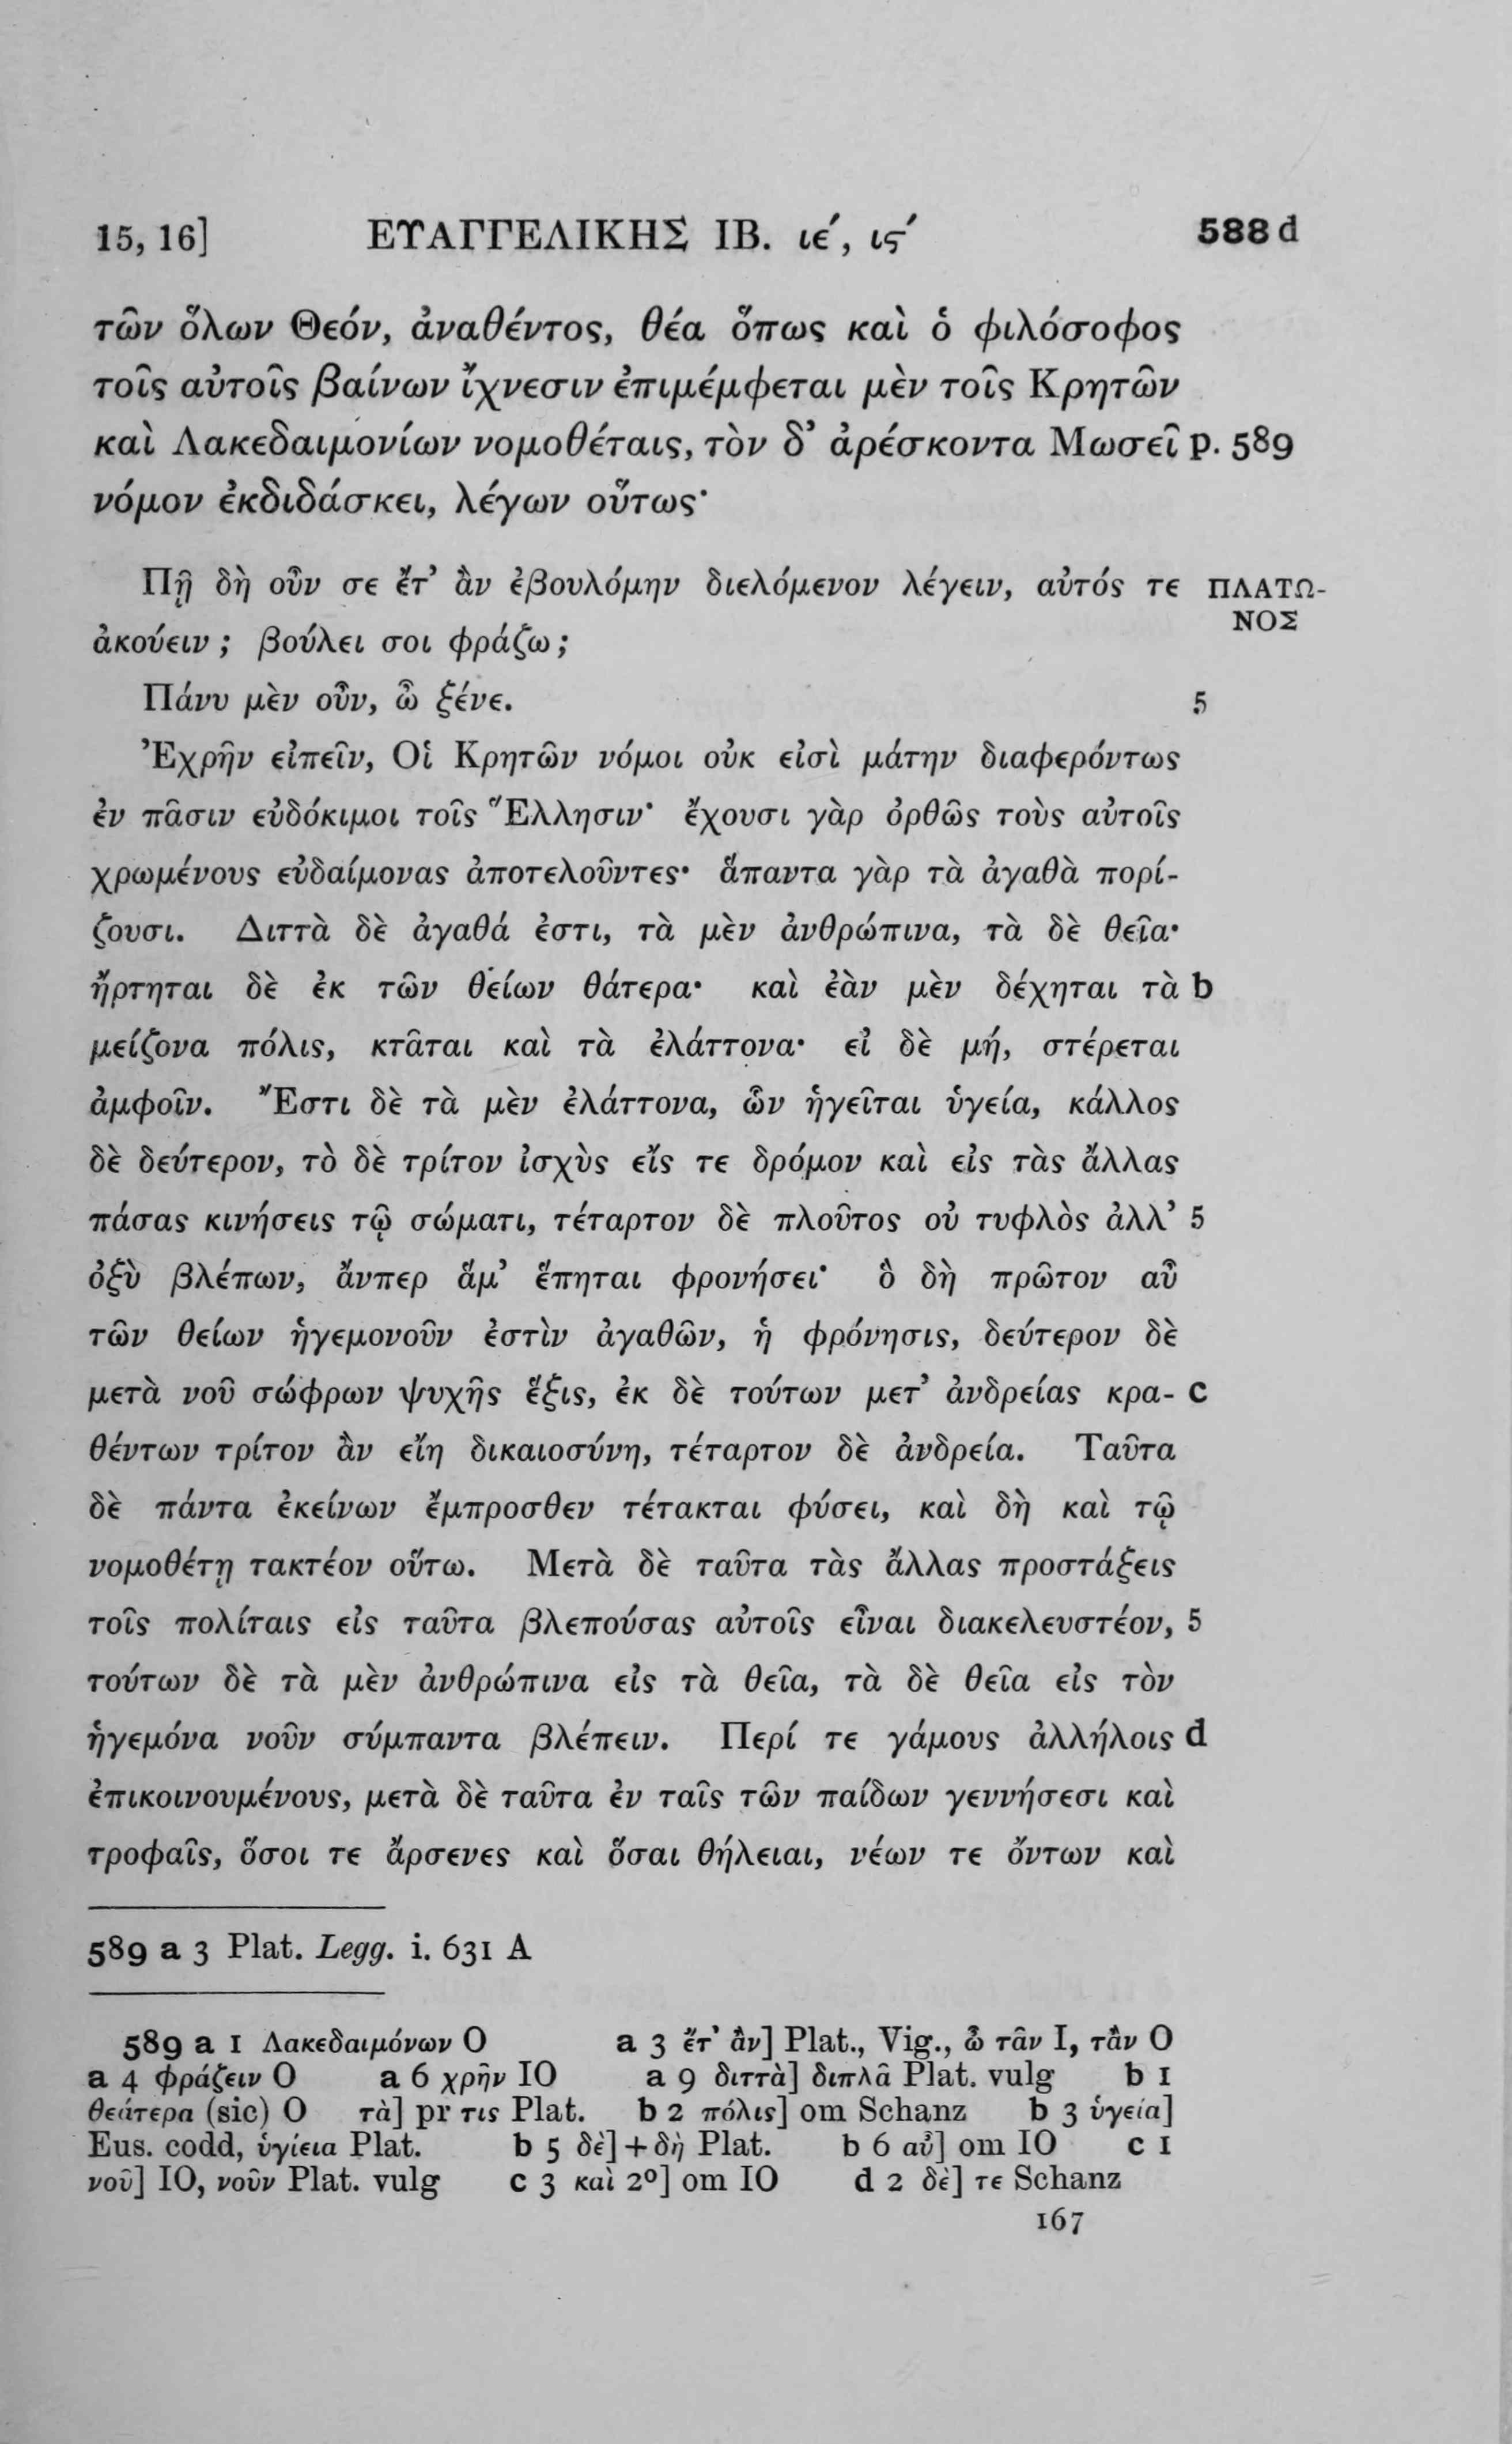 15, 16] ΕΥΑΓΓΕΛΙΚΗΣ ΙΒ. ιε´, ιϛ´ 588 d
τῶν ὅλων Θεόν, ἀναθέντος, θέα ὅπως καὶ ὁ φιλόσοφος
τοῖς αὐτοῖς βαίνων ἴχνεσιν ἐπιμέμφεται μὲν τοῖς Κρητῶν
καὶ Λακεδαιμονίων νομοθέταις, τὸν δ’ ἀρέσκοντα Μωσεῖ p. 589
νόμον ἐκδιδάσκει, λέγων οὕτως·
Πῆ δὴ οὖν σε ἔτ’ ἂν ἐβουλόμην διελόμενον λέγειν, αὐτός τε ΠΛΑΤΩ-
ΝΟΣ
ἀκούειν ; βούλει σοι φράζω ;
Πάνυ μὲν οὖν, ὦ ξένε. 5
Ἐχρῆν εἰπεῖν, Οἱ Κρητῶν νόμοι οὐκ εἰσὶ μάτην διαφερόντως
ἐν πᾶσιν εὐδόκιμοι τοῖς Ἕλλησιν· ἔχουσι γὰρ ὀρθῶς τοὺς αὐτοῖς
χρωμένους εὐδαίμονας ἀποτελοῦντες· ἅπαντα γὰρ τὰ ἀγαθὰ πορί-
ζουσι. Διττὰ δὲ ἀγαθά ἐστι, τὰ μὲν ἀνθρώπινα, τὰ δὲ θεῖα·
ἤρτηται δὲ ἐκ τῶν θείων θάτερα· καὶ ἐὰν μὲν δέχηται τὰ b
μείζονα πόλις, κτᾶται καὶ τὰ ἐλάττονα· εἰ δὲ μή, στέρεται
ἀμφοῖν. Ἔστι δὲ τὰ μὲν ἐλάττονα, ὧν ἡγεῖται ὑγεία, κάλλος
δὲ δεύτερον, τὸ δὲ τρίτον ἰσχὺς εἴς τε δρόμον καὶ εἰς τὰς ἄλλας
πάσας κινήσεις τῷ σώματι, τέταρτον δὲ πλοῦτος οὐ τυφλὸς ἀλλ’ 5
ὀξὺ βλέπων, ἄνπερ ἅμ’ ἕπηται φρονήσει· ὃ δὴ πρῶτον αὖ
τῶν θείων ἡγεμονοῦν ἐστὶν ἀγαθῶν, ἡ φρόνησις, δεύτερον δὲ
μετὰ νοῦ σώφρων ψυχῆς ἕξις, ἐκ δὲ τούτων μετ’ ἀνδρείας κρα- c
θέντων τρίτον ἂν εἴη δικαιοσύνη, τέταρτον δὲ ἀνδρεία. Ταῦτα
δὲ πάντα ἐκείνων ἔμπροσθεν τέτακται φύσει, καὶ δὴ καὶ τῷ
νομοθέτῃ τακτέον οὕτω. Μετὰ δὲ ταῦτα τὰς ἄλλας προστάξεις
τοῖς πολίταις εἰς ταῦτα βλεπούσας αὐτοῖς εἶναι διακελευστέον, 5
τούτων δὲ τὰ μὲν ἀνθρώπινα εἰς τὰ θεῖα, τὰ δὲ θεῖα εἰς τὸν
ἡγεμόνα νοῦν σύμπαντα βλέπειν. Περί τε γάμους ἀλλήλοις d
ἐπικοινουμένους, μετὰ δὲ ταῦτα ἐν ταῖς τῶν παίδων γεννήσεσι καὶ
τροφαῖς, ὅσοι τε ἄρσενες καὶ ὅσαι θήλειαι, νέων τε ὄντων καὶ
589 a 3 Plat. Legg. i. 631 A
589 a 1 Λακεδαιμόνων O a 3 ἔτ’ ἂν] Plat., Vig., ὦ τᾶν I, τἂν O
a 4 φράζειν O a 6 χρῆν IO a 9 διττὰ] διπλᾶ Plat. vulg b 1
θεάτερα (sic) O τὰ] pr τις Plat. b 2 πόλις] om Schanz b 3 ὑγεία]
Eus. codd, ὑγίεια Plat. b 5 δὲ] + δὴ Plat. b 6 αὖ] om IO c 1
νοῦ] IO, νοῦν Plat. vulg c 3 καὶ 2º] om IO d 2 δὲ] τε Schanz
167